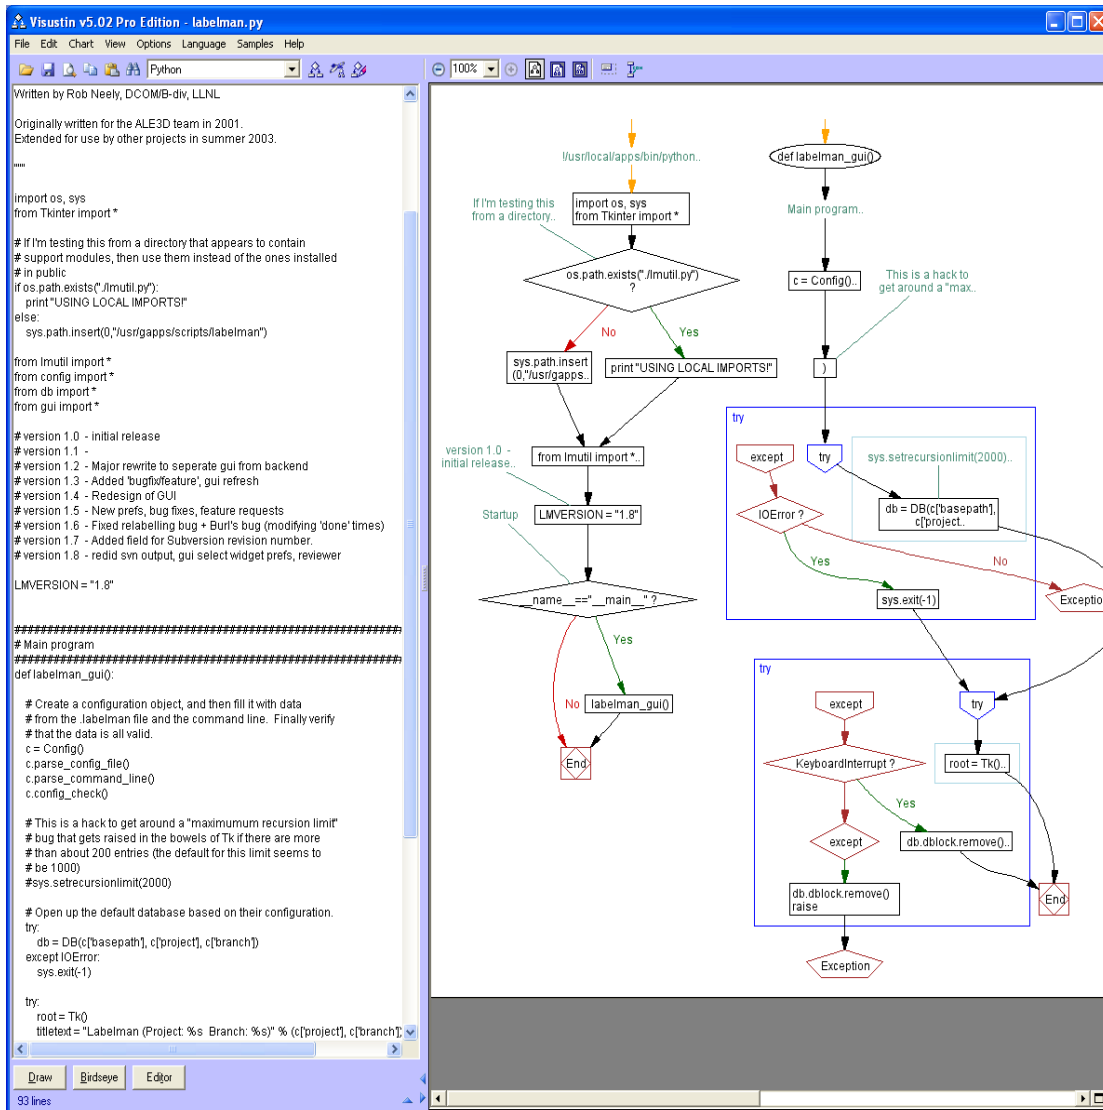 Visustin v5.02 Pro Edition - labelman.py
File Edit Chart View Options Language Samples Help
Python
100%
Written by Rob Neely, DCOM/B-div, LLNL
Originally written for the ALE3D team in 2001.
Extended for use by other projects in summer 2003.
"""
import os, sys
from Tkinter import *
# If I'm testing this from a directory that appears to contain
# support modules, then use them instead of the ones installed
# in public
if os.path.exists("./lmutil.py"):
print "USING LOCAL IMPORTS!"
else:
sys.path.insert(0,"/usr/gapps/scripts/labelman")
from lmutil import *
from config import *
from db import *
from gui import *
# version 1.0 - initial release
# version 1.1 -
# version 1.2 - Major rewrite to seperate gui from backend
# version 1.3 - Added 'bugfix/feature', gui refresh
# version 1.4 - Redesign of GUI
# version 1.5 - New prefs, bug fixes, feature requests
# version 1.6 - Fixed relabelling bug + Burl's bug (modifying 'done' times)
# version 1.7 - Added field for Subversion revision number.
# version 1.8 - redid svn output, gui select widget prefs, reviewer
LMVERSION = "1.8"
################################################################
# Main program
################################################################
def labelman_gui():
# Create a configuration object, and then fill it with data
# from the .labelman file and the command line. Finally verify
# that the data is all valid.
c = Config()
c.parse_config_file()
c.parse_command_line()
c.config_check()
# This is a hack to get around a "maximumum recursion limit"
# bug that gets raised in the bowels of Tk if there are more
# than about 200 entries (the default for this limit seems to
# be 1000)
#sys.setrecursionlimit(2000)
# Open up the default database based on their configuration.
try:
db = DB(c['basepath'], c['project'], c['branch'])
except IOError:
sys.exit(-1)
try:
root = Tk()
titletext = "Labelman (Project: %s Branch: %s)" % (c['project'], c['branch'])
Draw Birdseye Editor
93 lines
!/usr/local/apps/bin/python..
If I'm testing this
from a directory..
import os, sys
from Tkinter import *
os.path.exists("./lmutil.py")
?
No
Yes
sys.path.insert
(0,"/usr/gapps..
print "USING LOCAL IMPORTS!"
version 1.0 -
initial release..
from lmutil import *..
LMVERSION = "1.8"
Startup
__name__=="__main__" ?
Yes
No
labelman_gui()
End
def labelman_gui()
Main program..
c = Config()..
This is a hack to
get around a "max..
)
try
except
try
sys.setrecursionlimit(2000)..
IOError ?
db = DB(c['basepath'],
c['project..
Yes
No
sys.exit(-1)
Exception
try
except
try
KeyboardInterrupt ?
root = Tk()..
Yes
except
db.dblock.remove()..
db.dblock.remove()
raise
End
Exception